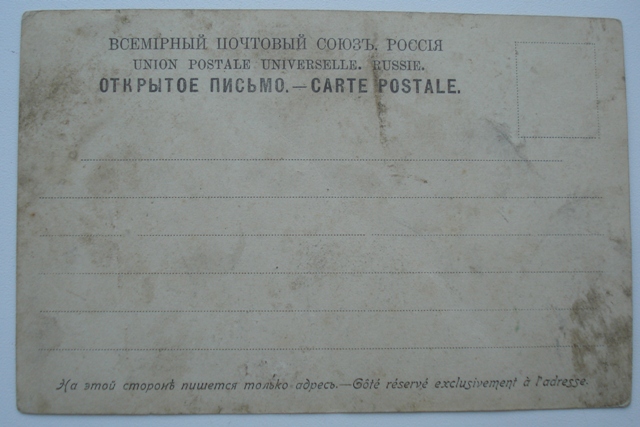 ВСЕМІРНЫЙ ПОЧТОВЫЙ СОЮЗЪ. РОССІЯ
UNION POSTALE UNIVERSELLE. RUSSIE.
ОТКРЫТОЕ ПИСЬМО.—CARTE POSTALE.
На этой сторонѣ пишется только адресъ.—Côté réservé exclusivement à l'adresse.